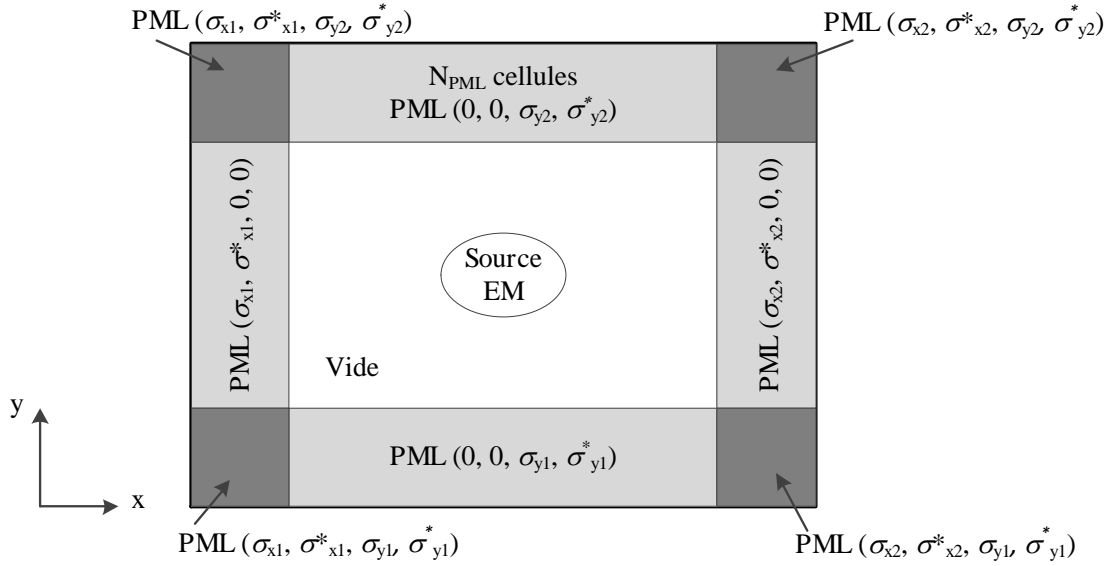 PML (σx1, σ*x1, σy2, σ*y2)
PML (σx2, σ*x2, σy2, σ*y2)
NPML cellules
PML (0, 0, σy2, σ*y2)
PML (σx1, σ*x1, 0, 0)
Source
EM
PML (σx2, σ*x2, 0, 0)
Vide
y
PML (0, 0, σy1, σ*y1)
x
PML (σx1, σ*x1, σy1, σ*y1)
PML (σx2, σ*x2, σy1, σ*y1)